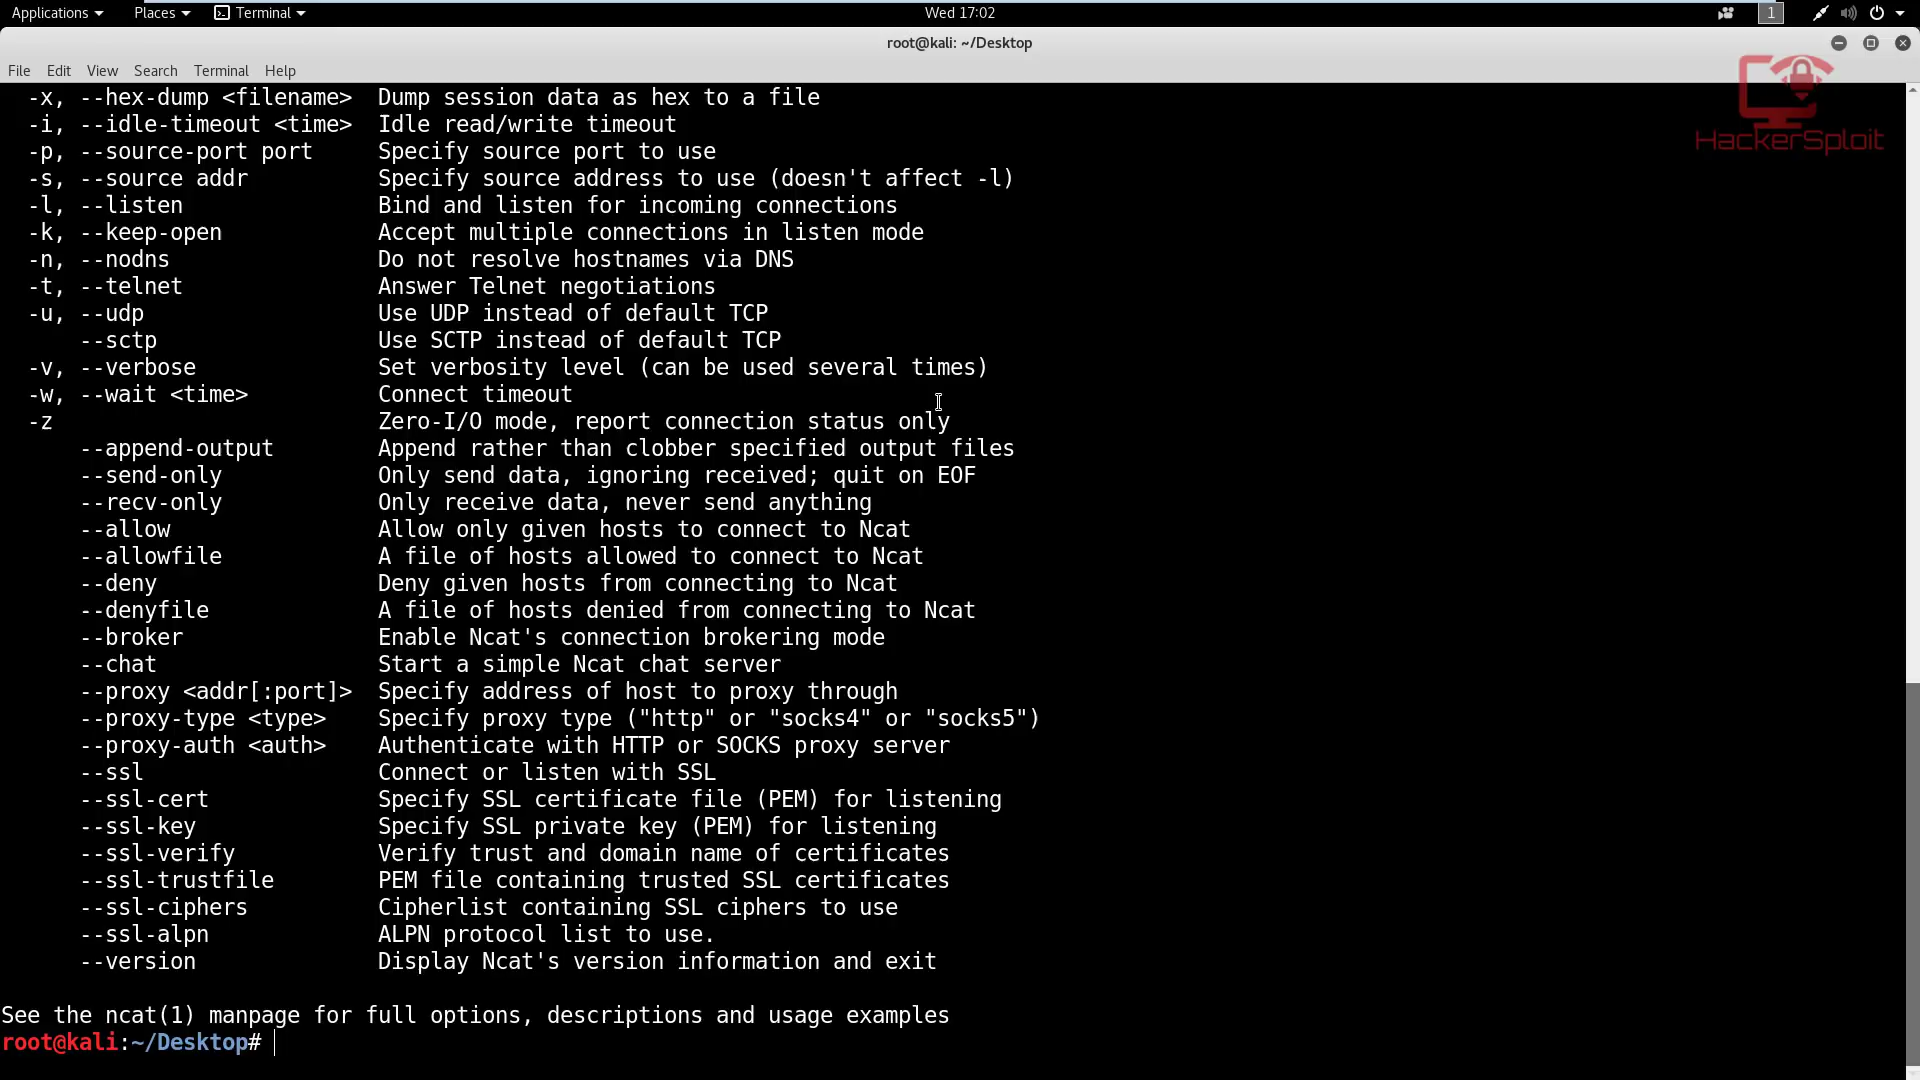 Applications Places Terminal Wed 17:02 1
root@kali: ~/Desktop
File Edit View Search Terminal Help
HackerSploit
-x, --hex-dump <filename> Dump session data as hex to a file
-i, --idle-timeout <time> Idle read/write timeout
-p, --source-port port Specify source port to use
-s, --source addr Specify source address to use (doesn't affect -l)
-l, --listen Bind and listen for incoming connections
-k, --keep-open Accept multiple connections in listen mode
-n, --nodns Do not resolve hostnames via DNS
-t, --telnet Answer Telnet negotiations
-u, --udp Use UDP instead of default TCP
--sctp Use SCTP instead of default TCP
-v, --verbose Set verbosity level (can be used several times)
-w, --wait <time> Connect timeout
-z Zero-I/O mode, report connection status only
--append-output Append rather than clobber specified output files
--send-only Only send data, ignoring received; quit on EOF
--recv-only Only receive data, never send anything
--allow Allow only given hosts to connect to Ncat
--allowfile A file of hosts allowed to connect to Ncat
--deny Deny given hosts from connecting to Ncat
--denyfile A file of hosts denied from connecting to Ncat
--broker Enable Ncat's connection brokering mode
--chat Start a simple Ncat chat server
--proxy <addr[:port]> Specify address of host to proxy through
--proxy-type <type> Specify proxy type ("http" or "socks4" or "socks5")
--proxy-auth <auth> Authenticate with HTTP or SOCKS proxy server
--ssl Connect or listen with SSL
--ssl-cert Specify SSL certificate file (PEM) for listening
--ssl-key Specify SSL private key (PEM) for listening
--ssl-verify Verify trust and domain name of certificates
--ssl-trustfile PEM file containing trusted SSL certificates
--ssl-ciphers Cipherlist containing SSL ciphers to use
--ssl-alpn ALPN protocol list to use.
--version Display Ncat's version information and exit
See the ncat(1) manpage for full options, descriptions and usage examples
root@kali:~/Desktop#